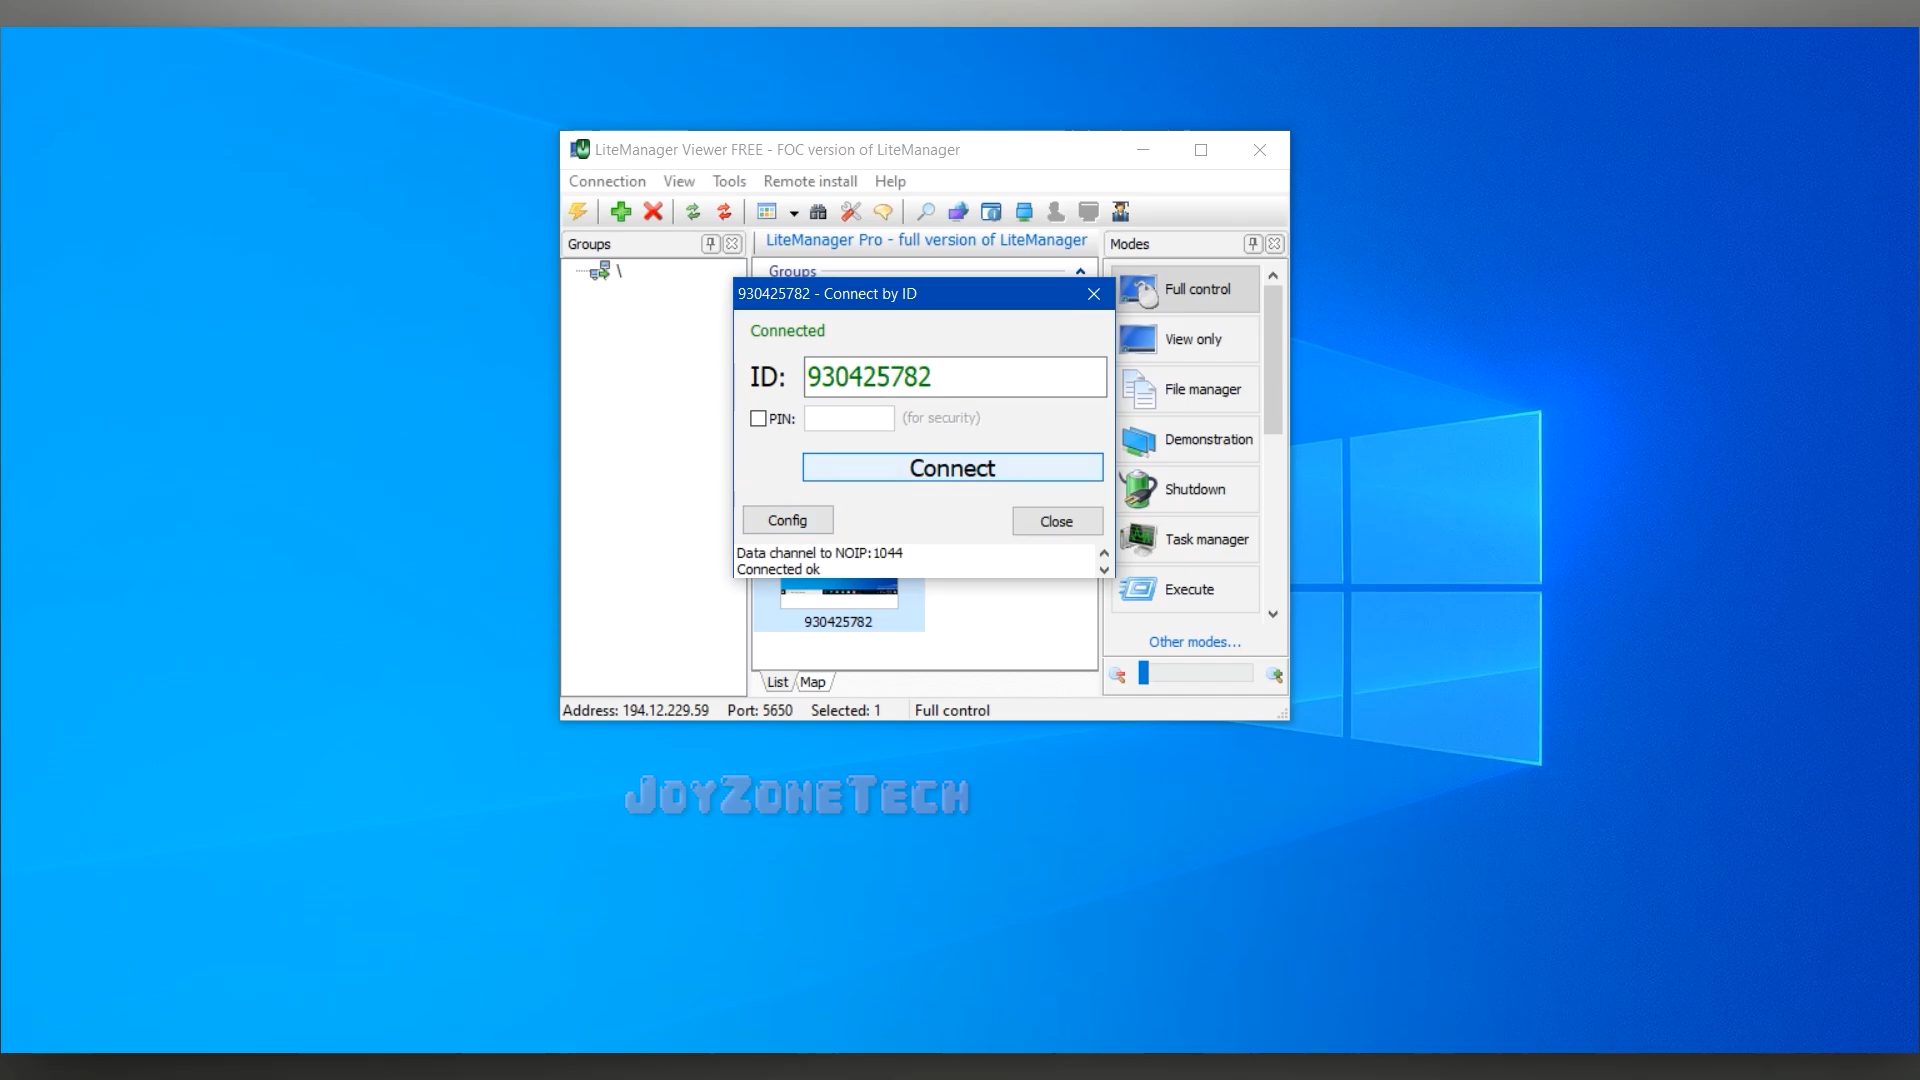 LiteManager Viewer FREE - FOC version of LiteManager
Connection View Tools Remote install Help
Groups
\
LiteManager Pro - full version of LiteManager
Groups
930425782 - Connect by ID
Connected
ID: 930425782
PIN: (for security)
Connect
Config
Close
Data channel to NOIP:1044
Connected ok
930425782
List Map
Modes
Full control
View only
File manager
Demonstration
Shutdown
Task manager
Execute
Other modes...
Address: 194.12.229.59 Port: 5650 Selected: 1 Full control
JoyZoneTech